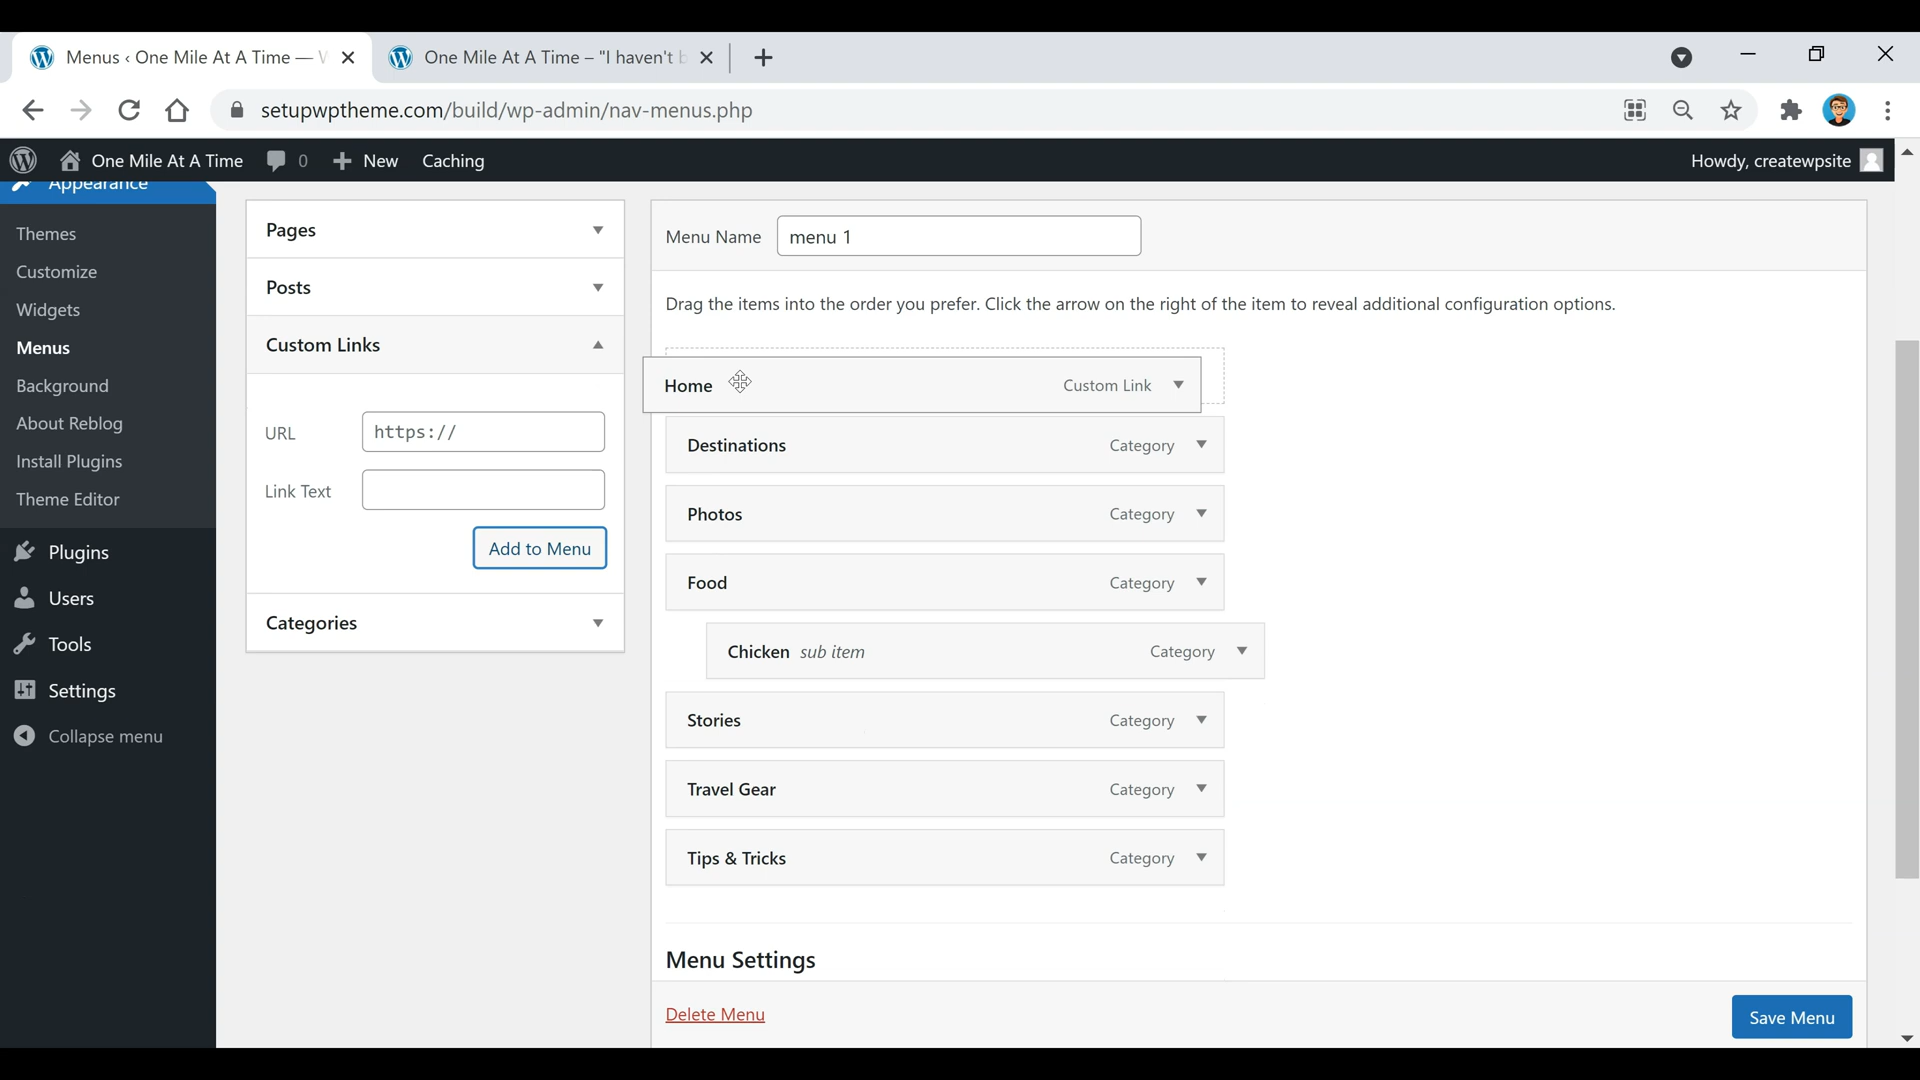 Menus ‹ One Mile At A Time — W
One Mile At A Time – "I haven't b
setupwptheme.com/build/wp-admin/nav-menus.php
One Mile At A Time 0 New Caching Howdy, createwpsite
Appearance
Themes
Customize
Widgets
Menus
Background
About Reblog
Install Plugins
Theme Editor
Plugins
Users
Tools
Settings
Collapse menu
Pages
Posts
Custom Links
URL https://
Link Text
Add to Menu
Categories
Menu Name menu 1
Drag the items into the order you prefer. Click the arrow on the right of the item to reveal additional configuration options.
Home Custom Link
Destinations Category
Photos Category
Food Category
Chicken sub item Category
Stories Category
Travel Gear Category
Tips & Tricks Category
Menu Settings
Delete Menu Save Menu